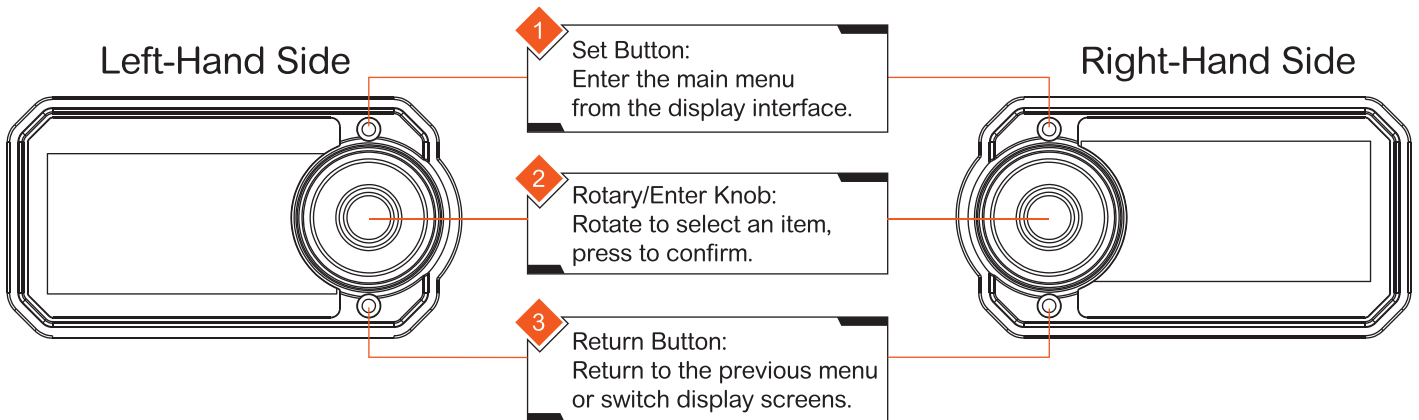 Left-Hand Side
Right-Hand Side
1
Set Button:
Enter the main menu
from the display interface.
2
Rotary/Enter Knob:
Rotate to select an item,
press to confirm.
3
Return Button:
Return to the previous menu
or switch display screens.